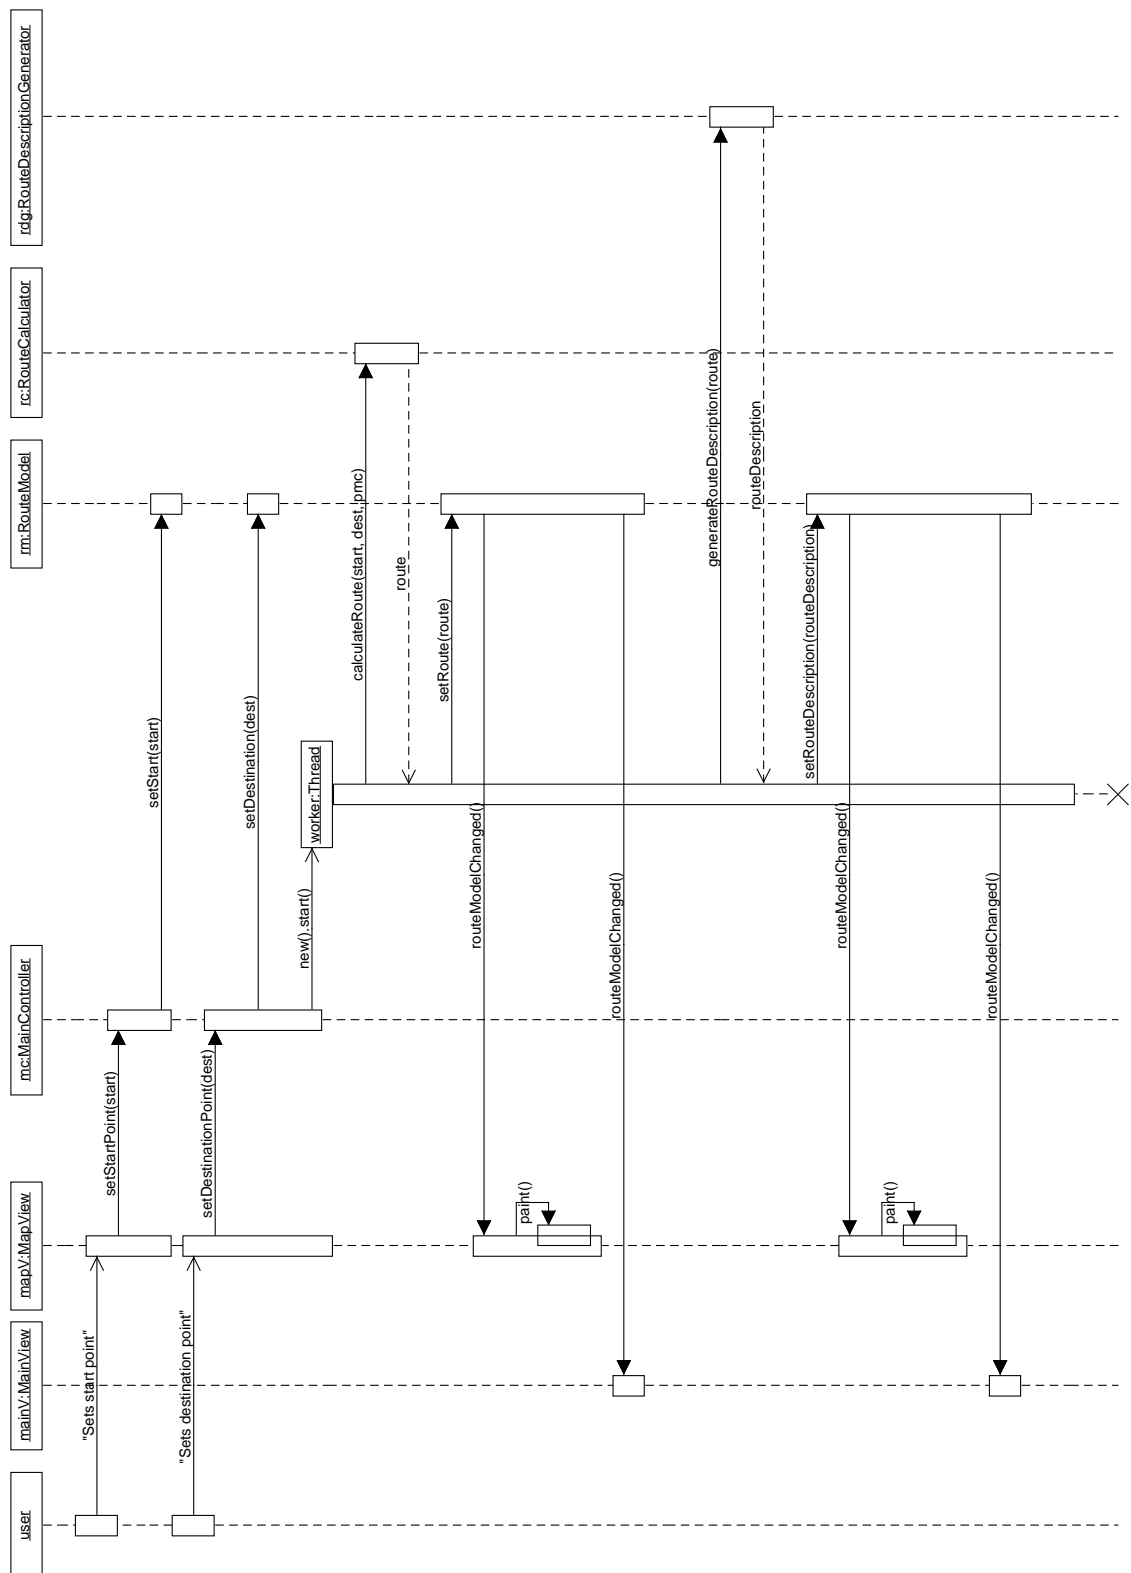 user
mainV:MainView
mapV:MapView
mc:MainController
rm:RouteModel
rc:RouteCalculator
rdg:RouteDescriptionGenerator
"Sets start point"
setStartPoint(start)
setStart(start)
"Sets destination point"
setDestinationPoint(dest)
setDestination(dest)
new().start()
worker:Thread
calculateRoute(start, dest, pmc)
route
setRoute(route)
routeModelChanged()
paint()
routeModelChanged()
generateRouteDescription(route)
routeDescription
setRouteDescription(routeDescription)
routeModelChanged()
paint()
routeModelChanged()